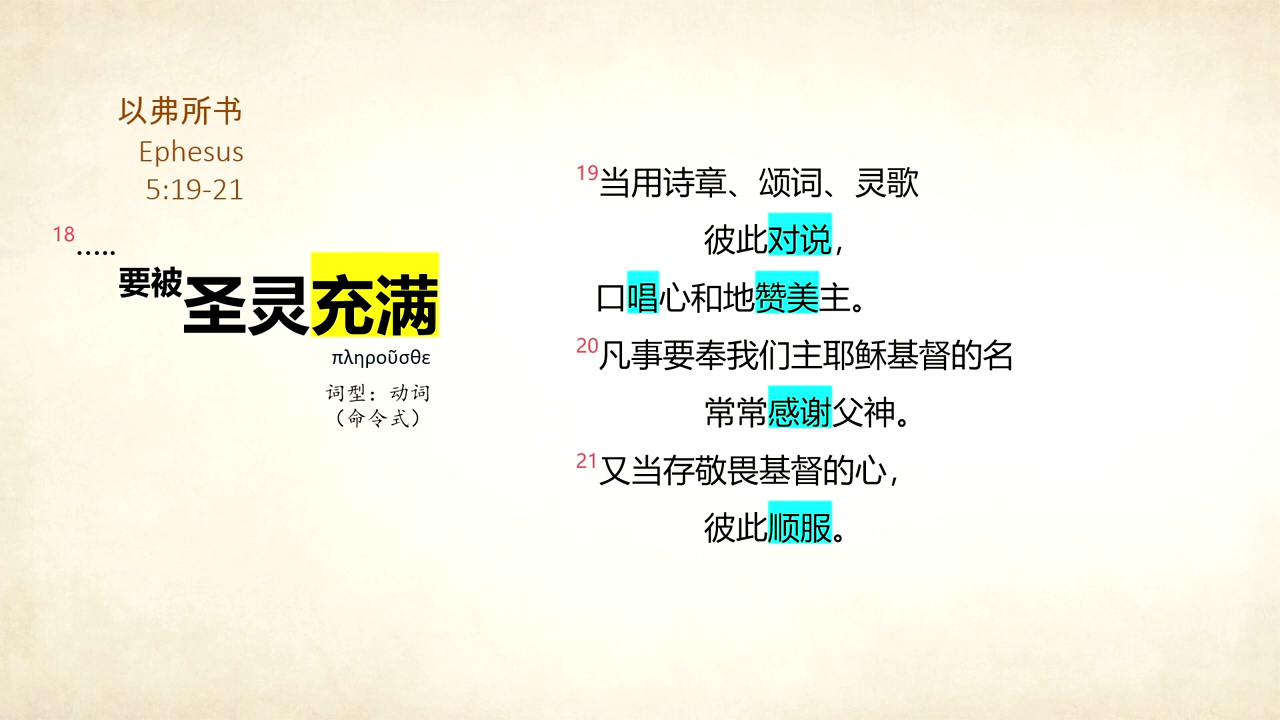 以弗所书
Ephesus
5:19-21
18.....
要被圣灵充满
πληροῦσθε
词型：动词
（命令式）
19当用诗章、颂词、灵歌
彼此对说，
口唱心和地赞美主。
20凡事要奉我们主耶稣基督的名
常常感谢父神。
21又当存敬畏基督的心，
彼此顺服。